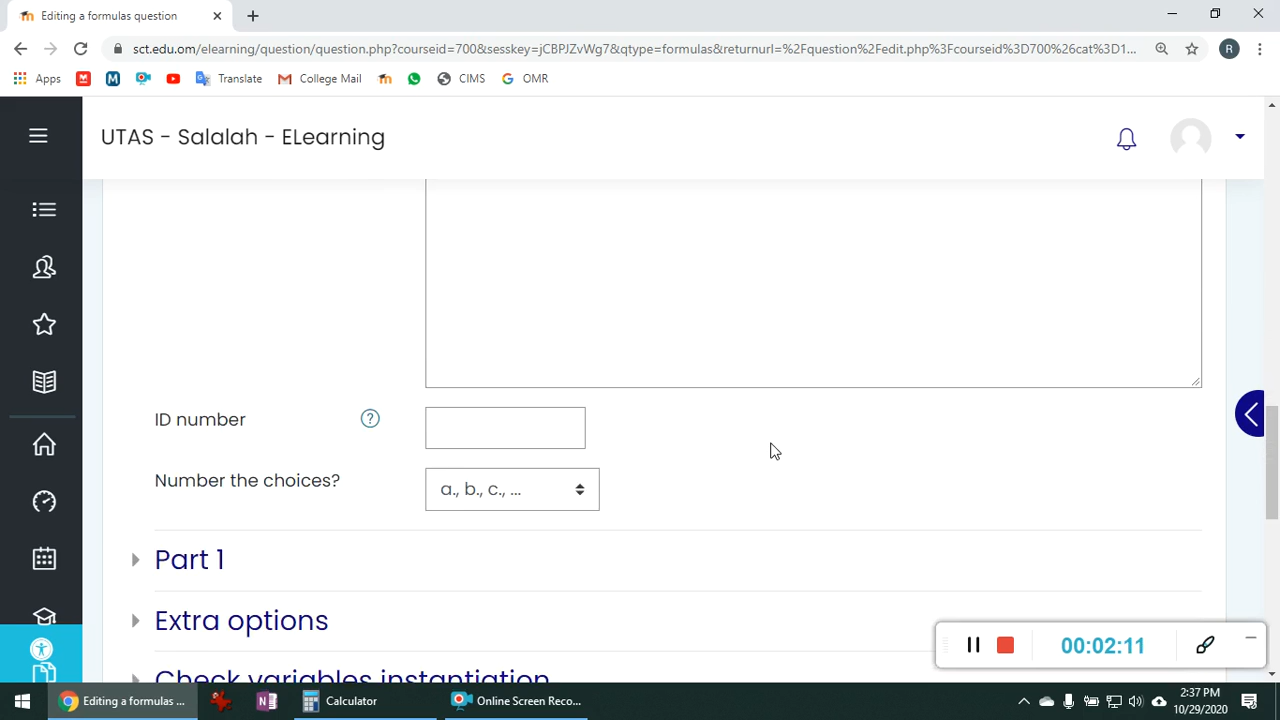 Editing a formulas question
sct.edu.om/elearning/question/question.php?courseid=700&sesskey=jCBPJZvWg7&qtype=formulas&returnurl=%2Fquestion%2Fedit.php%3Fcourseid%3D700%26cat%3D1...
R
Apps
Translate
College Mail
CIMS
OMR
UTAS - Salalah - ELearning
ID number
Number the choices?
a., b., c., ...
Part 1
Extra options
00:02:11
Check variables instantiation
Editing a formulas ...
Calculator
Online Screen Reco...
2:37 PM
10/29/2020